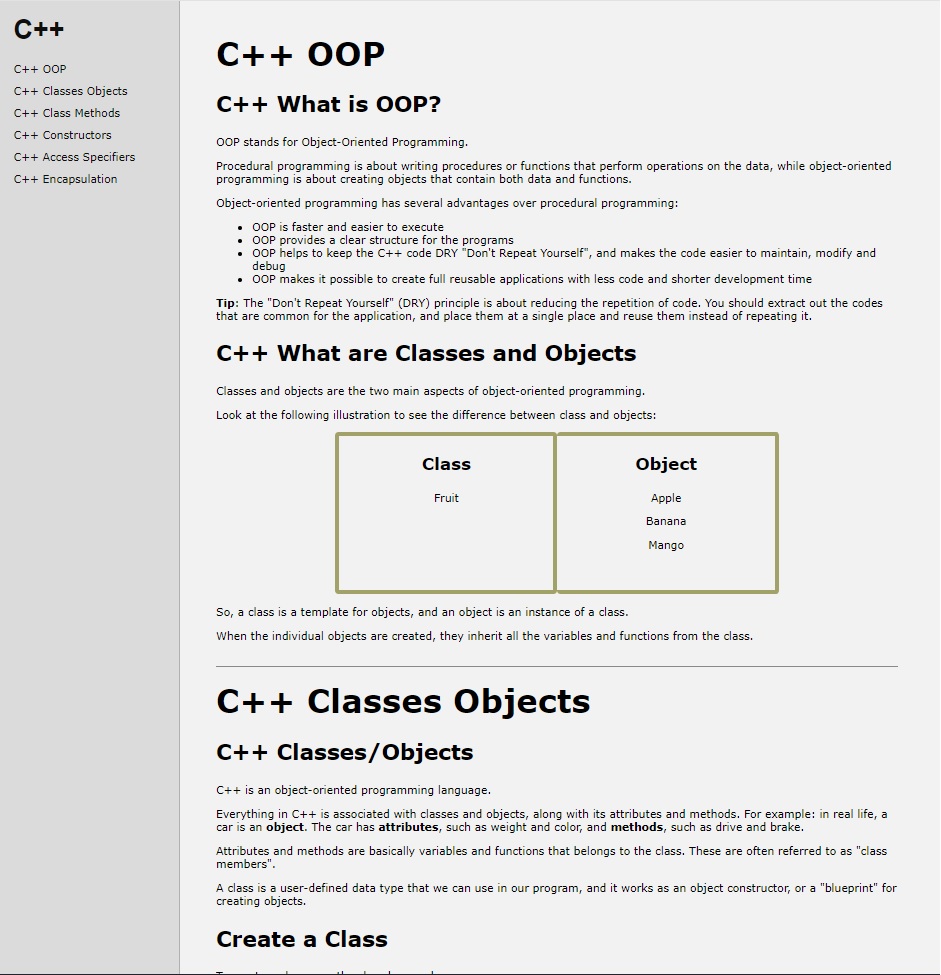 C++
C++ OOP
C++ Classes Objects
C++ Class Methods
C++ Constructors
C++ Access Specifiers
C++ Encapsulation
C++ OOP
C++ What is OOP?
OOP stands for Object-Oriented Programming.
Procedural programming is about writing procedures or functions that perform operations on the data, while object-oriented
programming is about creating objects that contain both data and functions.
Object-oriented programming has several advantages over procedural programming:
• OOP is faster and easier to execute
• OOP provides a clear structure for the programs
• OOP helps to keep the C++ code DRY "Don't Repeat Yourself", and makes the code easier to maintain, modify and
debug
• OOP makes it possible to create full reusable applications with less code and shorter development time
Tip: The "Don't Repeat Yourself" (DRY) principle is about reducing the repetition of code. You should extract out the codes
that are common for the application, and place them at a single place and reuse them instead of repeating it.
C++ What are Classes and Objects
Classes and objects are the two main aspects of object-oriented programming.
Look at the following illustration to see the difference between class and objects:
Class
Fruit
Object
Apple
Banana
Mango
So, a class is a template for objects, and an object is an instance of a class.
When the individual objects are created, they inherit all the variables and functions from the class.
C++ Classes Objects
C++ Classes/Objects
C++ is an object-oriented programming language.
Everything in C++ is associated with classes and objects, along with its attributes and methods. For example: in real life, a
car is an object. The car has attributes, such as weight and color, and methods, such as drive and brake.
Attributes and methods are basically variables and functions that belongs to the class. These are often referred to as "class
members".
A class is a user-defined data type that we can use in our program, and it works as an object constructor, or a "blueprint" for
creating objects.
Create a Class